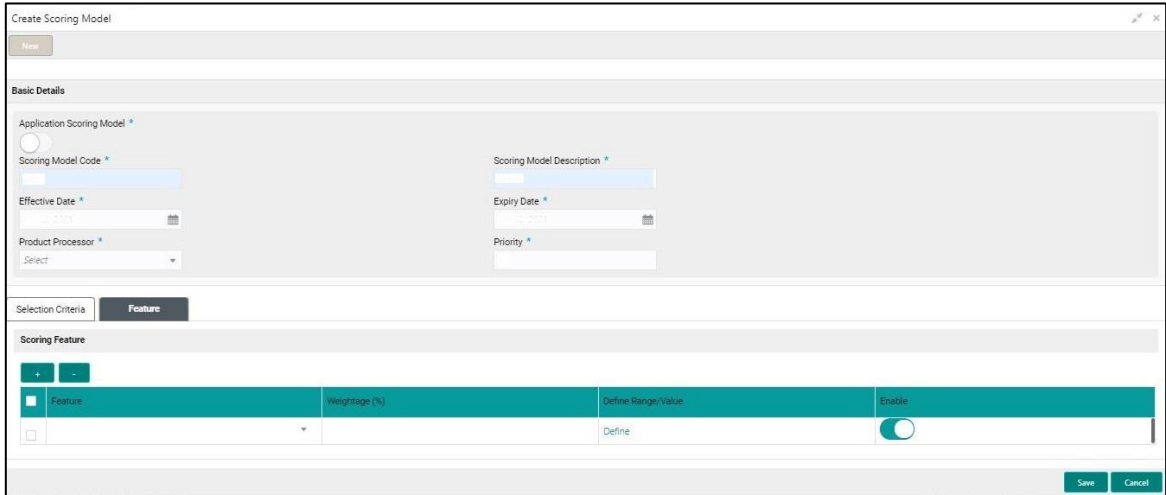 Create Scoring Model
New
Basic Details
Application Scoring Model *
Scoring Model Code * Scoring Model Description *
Effective Date * Expiry Date *
Product Processor * Priority *
Select
Selection Criteria Feature
Scoring Feature
+ -
Feature Weightage (%) Define Range/Value Enable
Define
Save Cancel